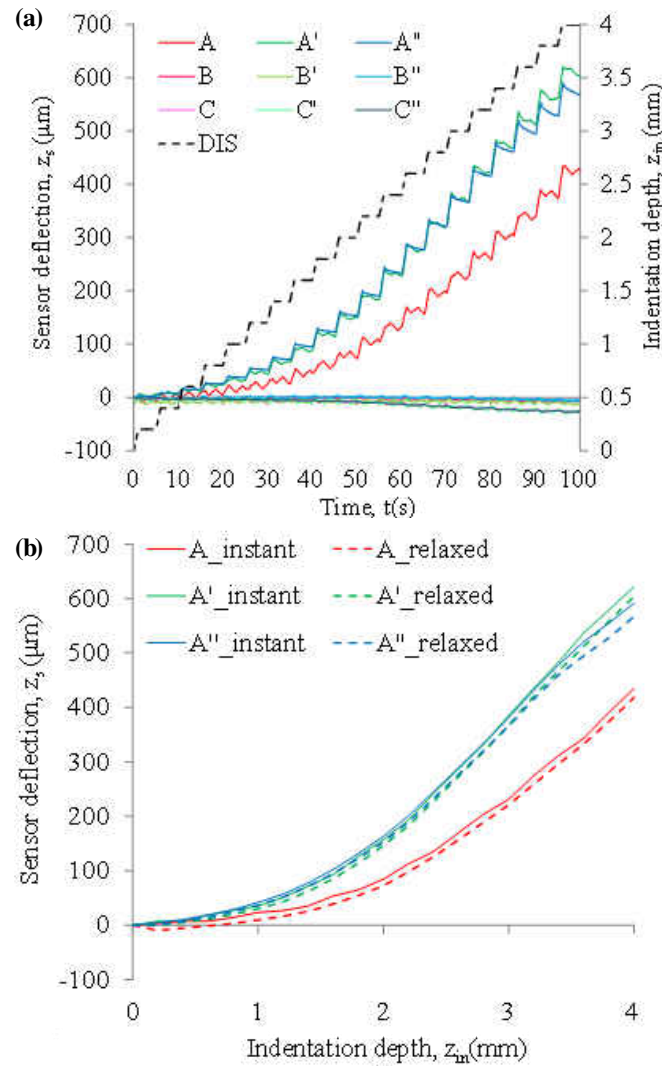 (a)
700
600
500
400
300
200
100
0
-100
Sensor deflection, zs (μm)
A A' A''
B B' B''
C C' C''
DIS
4
3.5
3
2.5
2
1.5
1
0.5
0
Indentation depth, zin (mm)
0 10 20 30 40 50 60 70 80 90 100
Time, t(s)
(b)
700
600
500
400
300
200
100
0
-100
Sensor deflection, zs (μm)
A_instant A_relaxed
A'_instant A'_relaxed
A''_instant A''_relaxed
0 1 2 3 4
Indentation depth, zin(mm)